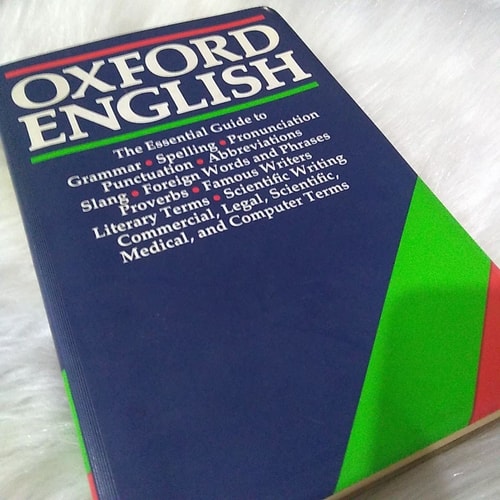 OXFORD
ENGLISH
The Essential Guide to
Grammar • Spelling • Pronunciation
Punctuation • Abbreviations
Slang • Foreign Words and Phrases
Proverbs • Famous Writers
Literary Terms • Scientific Writing
Commercial, Legal, Scientific,
Medical, and Computer Terms